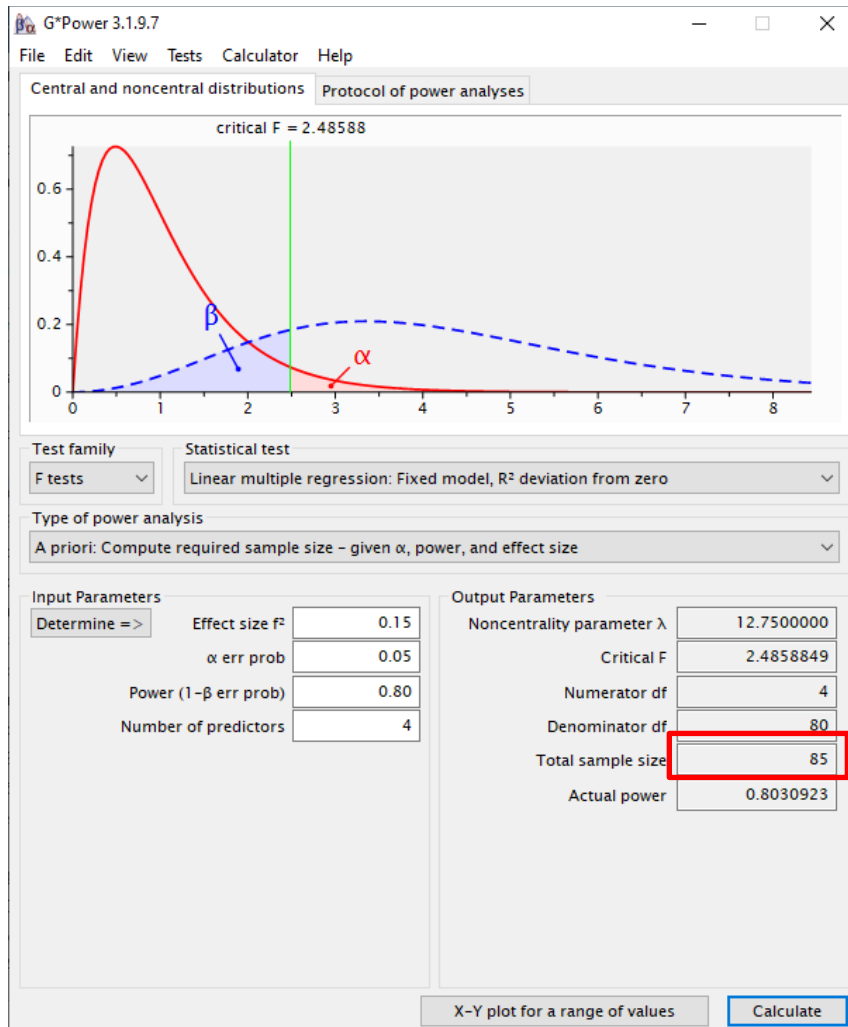 G*Power 3.1.9.7
File Edit View Tests Calculator Help
Central and noncentral distributions Protocol of power analyses
critical F = 2.48588
0.6
0.4
0.2
0
β
α
0 1 2 3 4 5 6 7 8
Test family Statistical test
F tests Linear multiple regression: Fixed model, R² deviation from zero
Type of power analysis
A priori: Compute required sample size – given α, power, and effect size
Input Parameters
Determine =>
Effect size f² 0.15
α err prob 0.05
Power (1–β err prob) 0.80
Number of predictors 4
Output Parameters
Noncentrality parameter λ 12.7500000
Critical F 2.4858849
Numerator df 4
Denominator df 80
Total sample size 85
Actual power 0.8030923
X-Y plot for a range of values Calculate